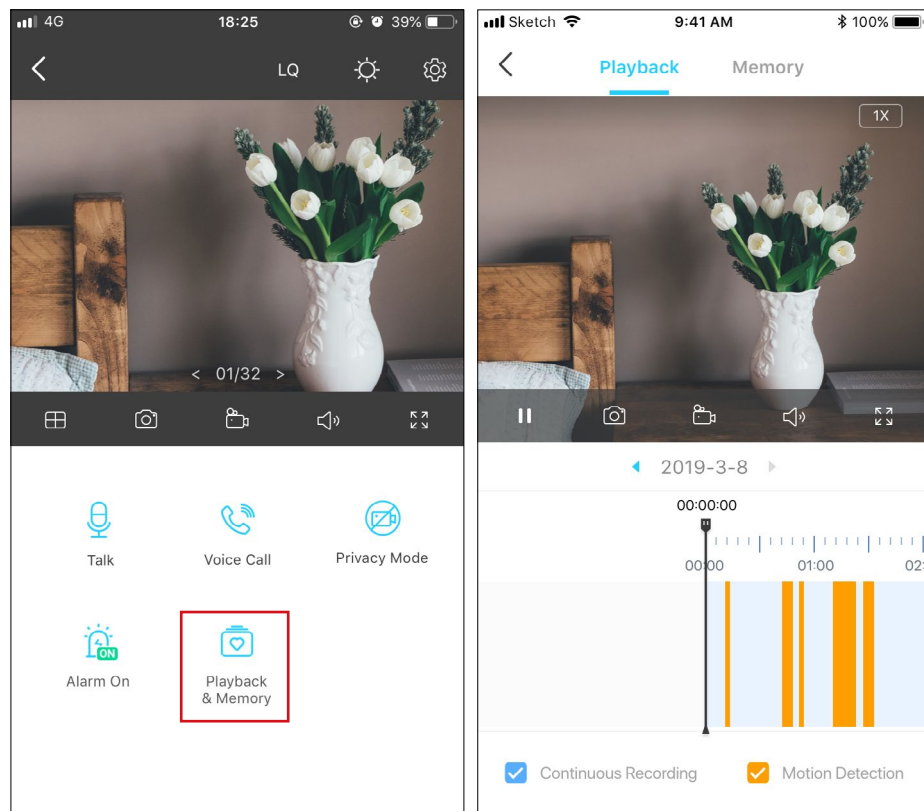 4G
18:25
39%
LQ
< 01/32 >
Talk
Voice Call
Privacy Mode
ON
Alarm On
Playback
& Memory
Sketch
9:41 AM
100%
Playback
Memory
1X
2019-3-8
00:00:00
00:00
01:00
02:
Continuous Recording
Motion Detection